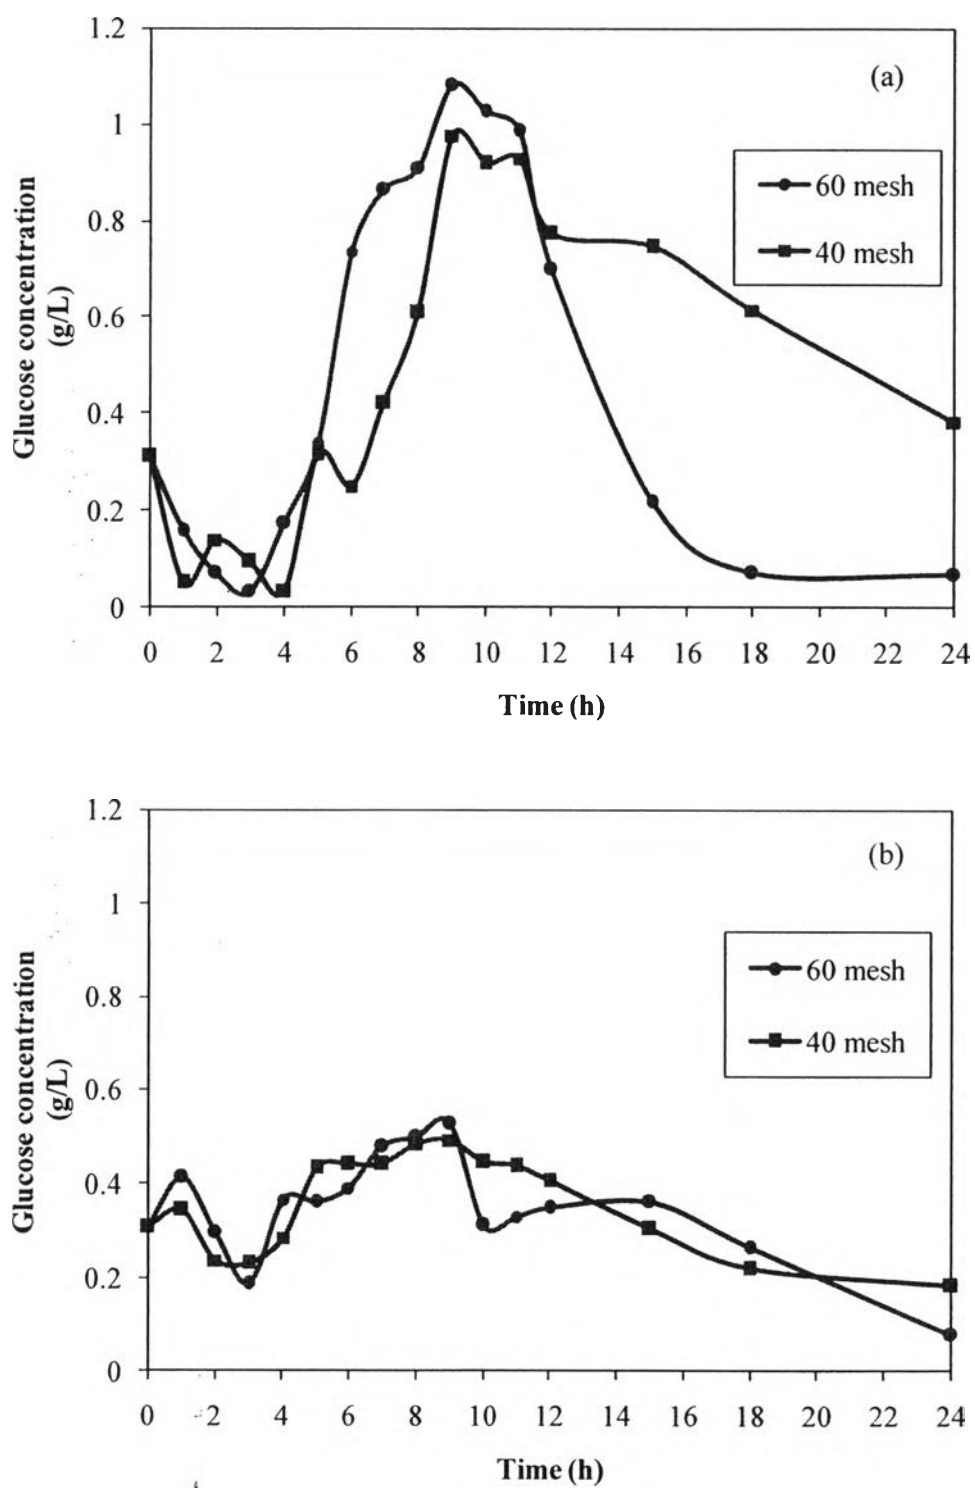 1.2
(a)
1
60 mesh
40 mesh
0.8
0.6
0.4
0.2
0
Glucose concentration
(g/L)
0 2 4 6 8 10 12 14 16 18 20 22 24
Time (h)
1.2
(b)
1
60 mesh
40 mesh
0.8
0.6
0.4
0.2
0
Glucose concentration
(g/L)
0 2 4 6 8 10 12 14 16 18 20 22 24
Time (h)